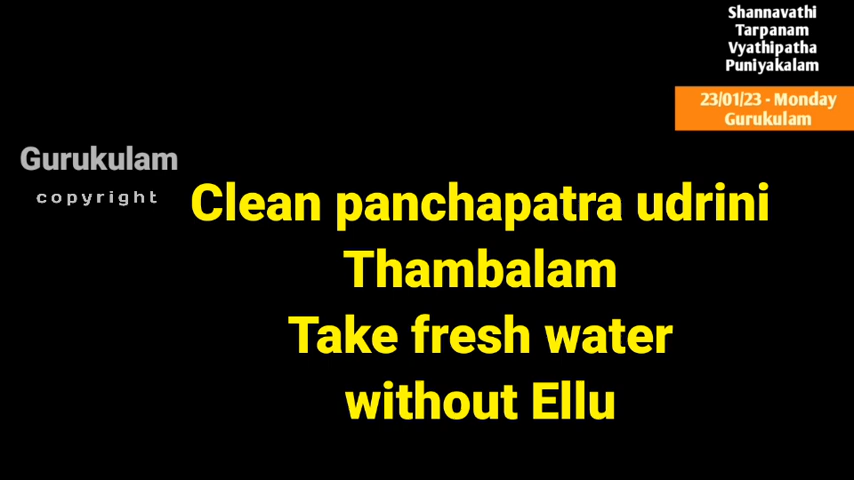 Shannavathi
Tarpanam
Vyathipatha
Puniyakalam
23/01/23 - Monday
Gurukulam
Gurukulam
copyright
Clean panchapatra udrini
Thambalam
Take fresh water
without Ellu